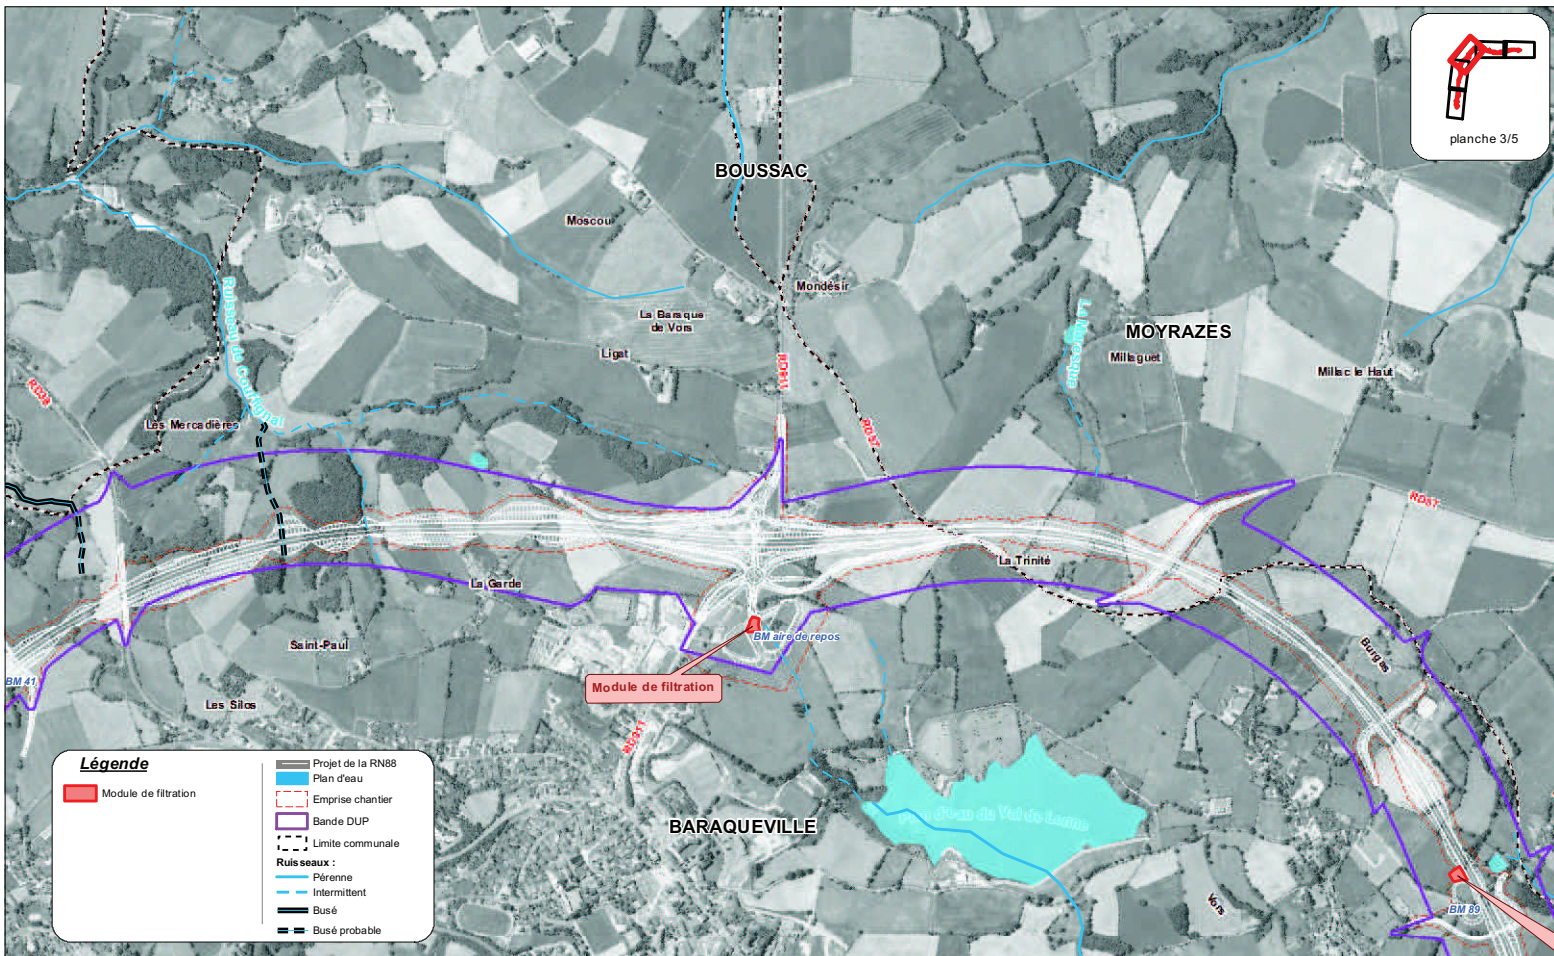 planche 3/5
BOUSSAC
Moscou
Mondésir
Ruisseau de Courtignal
La Baraque
de Vors
Ligat
RD911
La Maresque
MOYRAZES
Millaguet
Millac le Haut
RD38
Les Mercadières
RD57
RD57
La Garde
La Trinité
Saint-Paul
BM aire de repos
Burgas
BM 41
Module de filtration
Les Silos
RD911
Plan d'eau du Val de Lenne
BARAQUEVILLE
Vors
BM 89
Légende
Module de filtration
Projet de la RN88
Plan d'eau
Emprise chantier
Bande DUP
Limite communale
Ruisseaux :
Pérenne
Intermittent
Busé
Busé probable